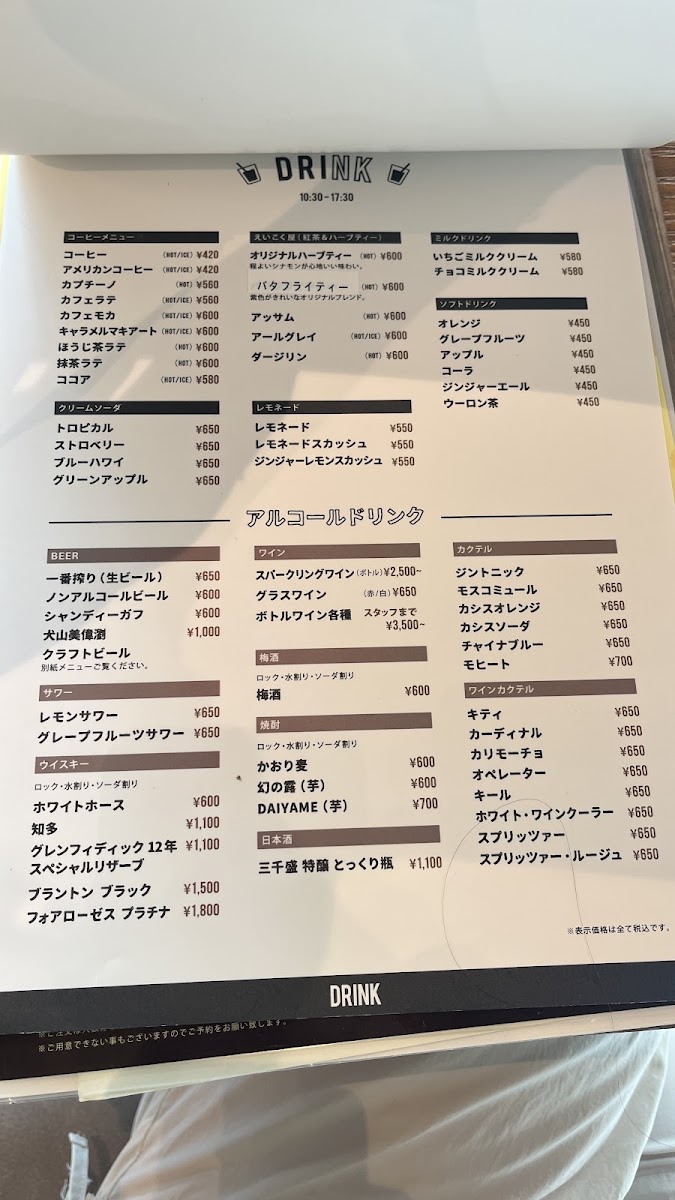 DRINK
10:30-17:30
コーヒーメニュー
コーヒー (HOT/ICE) ¥420
アメリカンコーヒー (HOT/ICE) ¥420
カプチーノ (HOT) ¥560
カフェラテ (HOT/ICE) ¥560
カフェモカ (HOT/ICE) ¥600
キャラメルマキアート (HOT/ICE) ¥600
ほうじ茶ラテ (HOT) ¥600
抹茶ラテ (HOT) ¥600
ココア (HOT/ICE) ¥580
クリームソーダ
トロピカル ¥650
ストロベリー ¥650
ブルーハワイ ¥650
グリーンアップル ¥650
えいこく屋(紅茶&ハーブティー)
オリジナルハーブティー (HOT) ¥600
程よいシナモンが心地いい味わい。
バタフライティー (HOT) ¥600
紫色がきれいなオリジナルブレンド。
アッサム (HOT) ¥600
アールグレイ (HOT/ICE) ¥600
ダージリン (HOT) ¥600
レモネード
レモネード ¥550
レモネードスカッシュ ¥550
ジンジャーレモンスカッシュ ¥550
ミルクドリンク
いちごミルククリーム ¥580
チョコミルククリーム ¥580
ソフトドリンク
オレンジ ¥450
グレープフルーツ ¥450
アップル ¥450
コーラ ¥450
ジンジャーエール ¥450
ウーロン茶 ¥450
アルコールドリンク
BEER
一番搾り(生ビール) ¥650
ノンアルコールビール ¥600
シャンディーガフ ¥600
犬山美偉瀏 ¥1,000
クラフトビール
別紙メニューご覧ください。
サワー
レモンサワー ¥650
グレープフルーツサワー ¥650
ウイスキー
ロック・水割り・ソーダ割り
ホワイトホース ¥600
知多 ¥1,100
グレンフィディック 12年 ¥1,100
スペシャルリザーブ
ブラントン ブラック ¥1,500
フォアローゼス プラチナ ¥1,800
ワイン
スパークリングワイン (ボトル) ¥2,500~
グラスワイン (赤/白) ¥650
ボトルワイン各種 スタッフまで
¥3,500~
梅酒
ロック・水割り・ソーダ割り
梅酒 ¥600
焼酎
ロック・水割り・ソーダ割り
かおり麦 ¥600
幻の露(芋) ¥600
DAIYAME(芋) ¥700
日本酒
三千盛 特醸 とっくり瓶 ¥1,100
カクテル
ジントニック ¥650
モスコミュール ¥650
カシスオレンジ ¥650
カシスソーダ ¥650
チャイナブルー ¥650
モヒート ¥700
ワインカクテル
キティ ¥650
カーディナル ¥650
カリモーチョ ¥650
オペレーター ¥650
キール ¥650
ホワイト・ワインクーラー ¥650
スプリッツァー ¥650
スプリッツァー・ルージュ ¥650
※表示価格は全て税込です。
DRINK
※ご用意できない事もございますのでご予約をお願い致します。